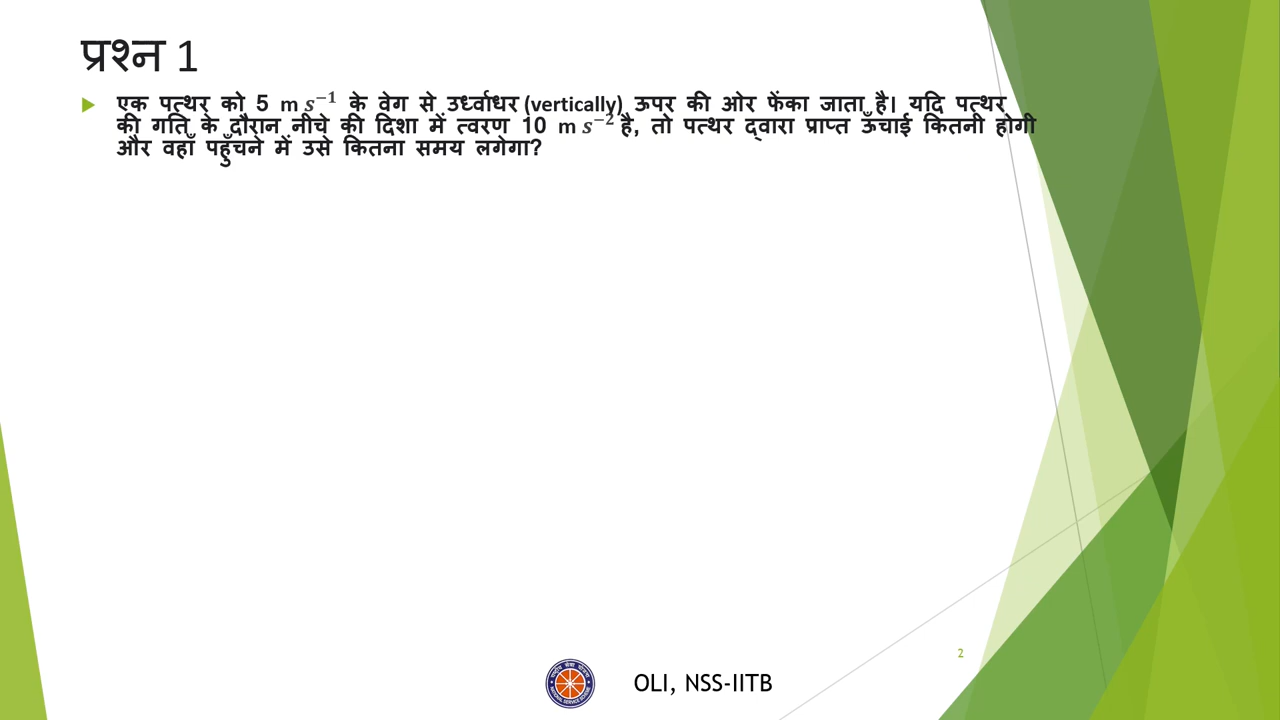 प्रश्न 1
एक पत्थर को 5 m s⁻¹ के वेग से उर्ध्वाधर (vertically) ऊपर की ओर फेंका जाता है। यदि पत्थर
की गति के दौरान नीचे की दिशा में त्वरण 10 m s⁻² है, तो पत्थर द्वारा प्राप्त ऊँचाई कितनी होगी
और वहाँ पहुँचने में उसे कितना समय लगेगा?
2
OLI, NSS-IITB